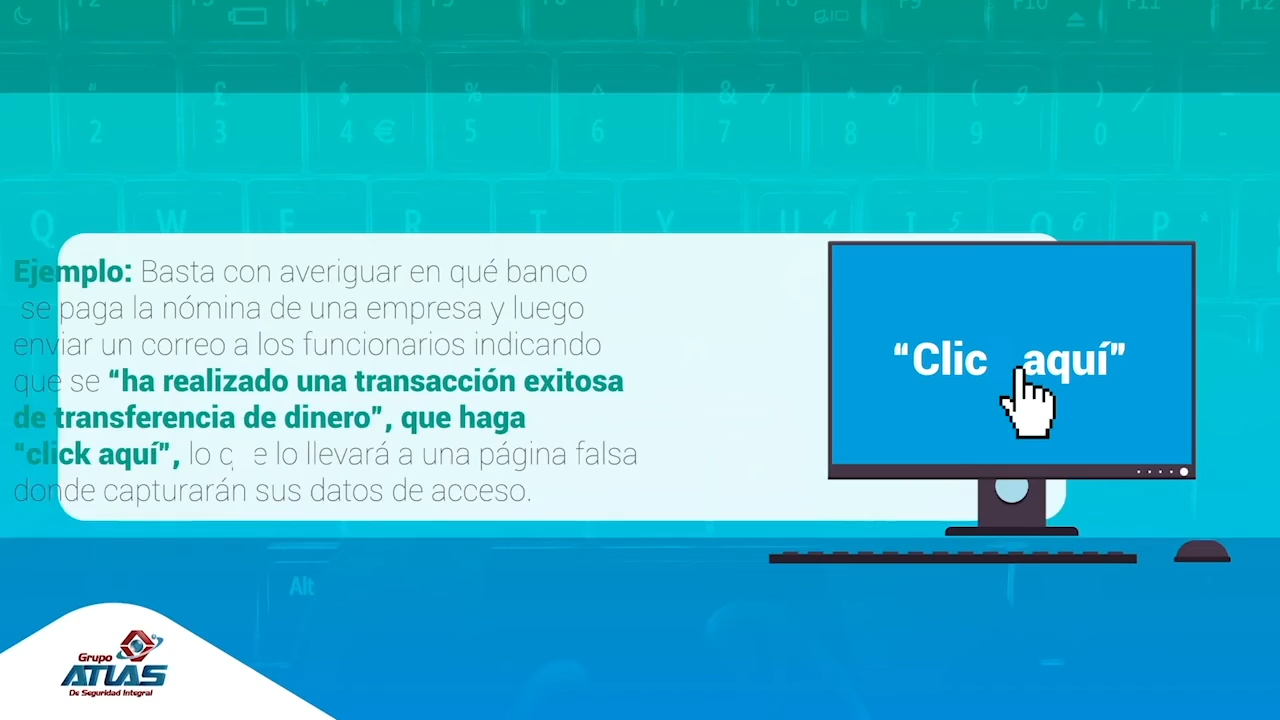 Ejemplo: Basta con averiguar en qué banco
se paga la nómina de una empresa y luego
enviar un correo a los funcionarios indicando
que se “ha realizado una transacción exitosa
de transferencia de dinero”, que haga
“click aquí”, lo que lo llevará a una página falsa
donde capturarán sus datos de acceso.
“Clic aquí”
Alt
Grupo
ATLAS
De Seguridad Integral